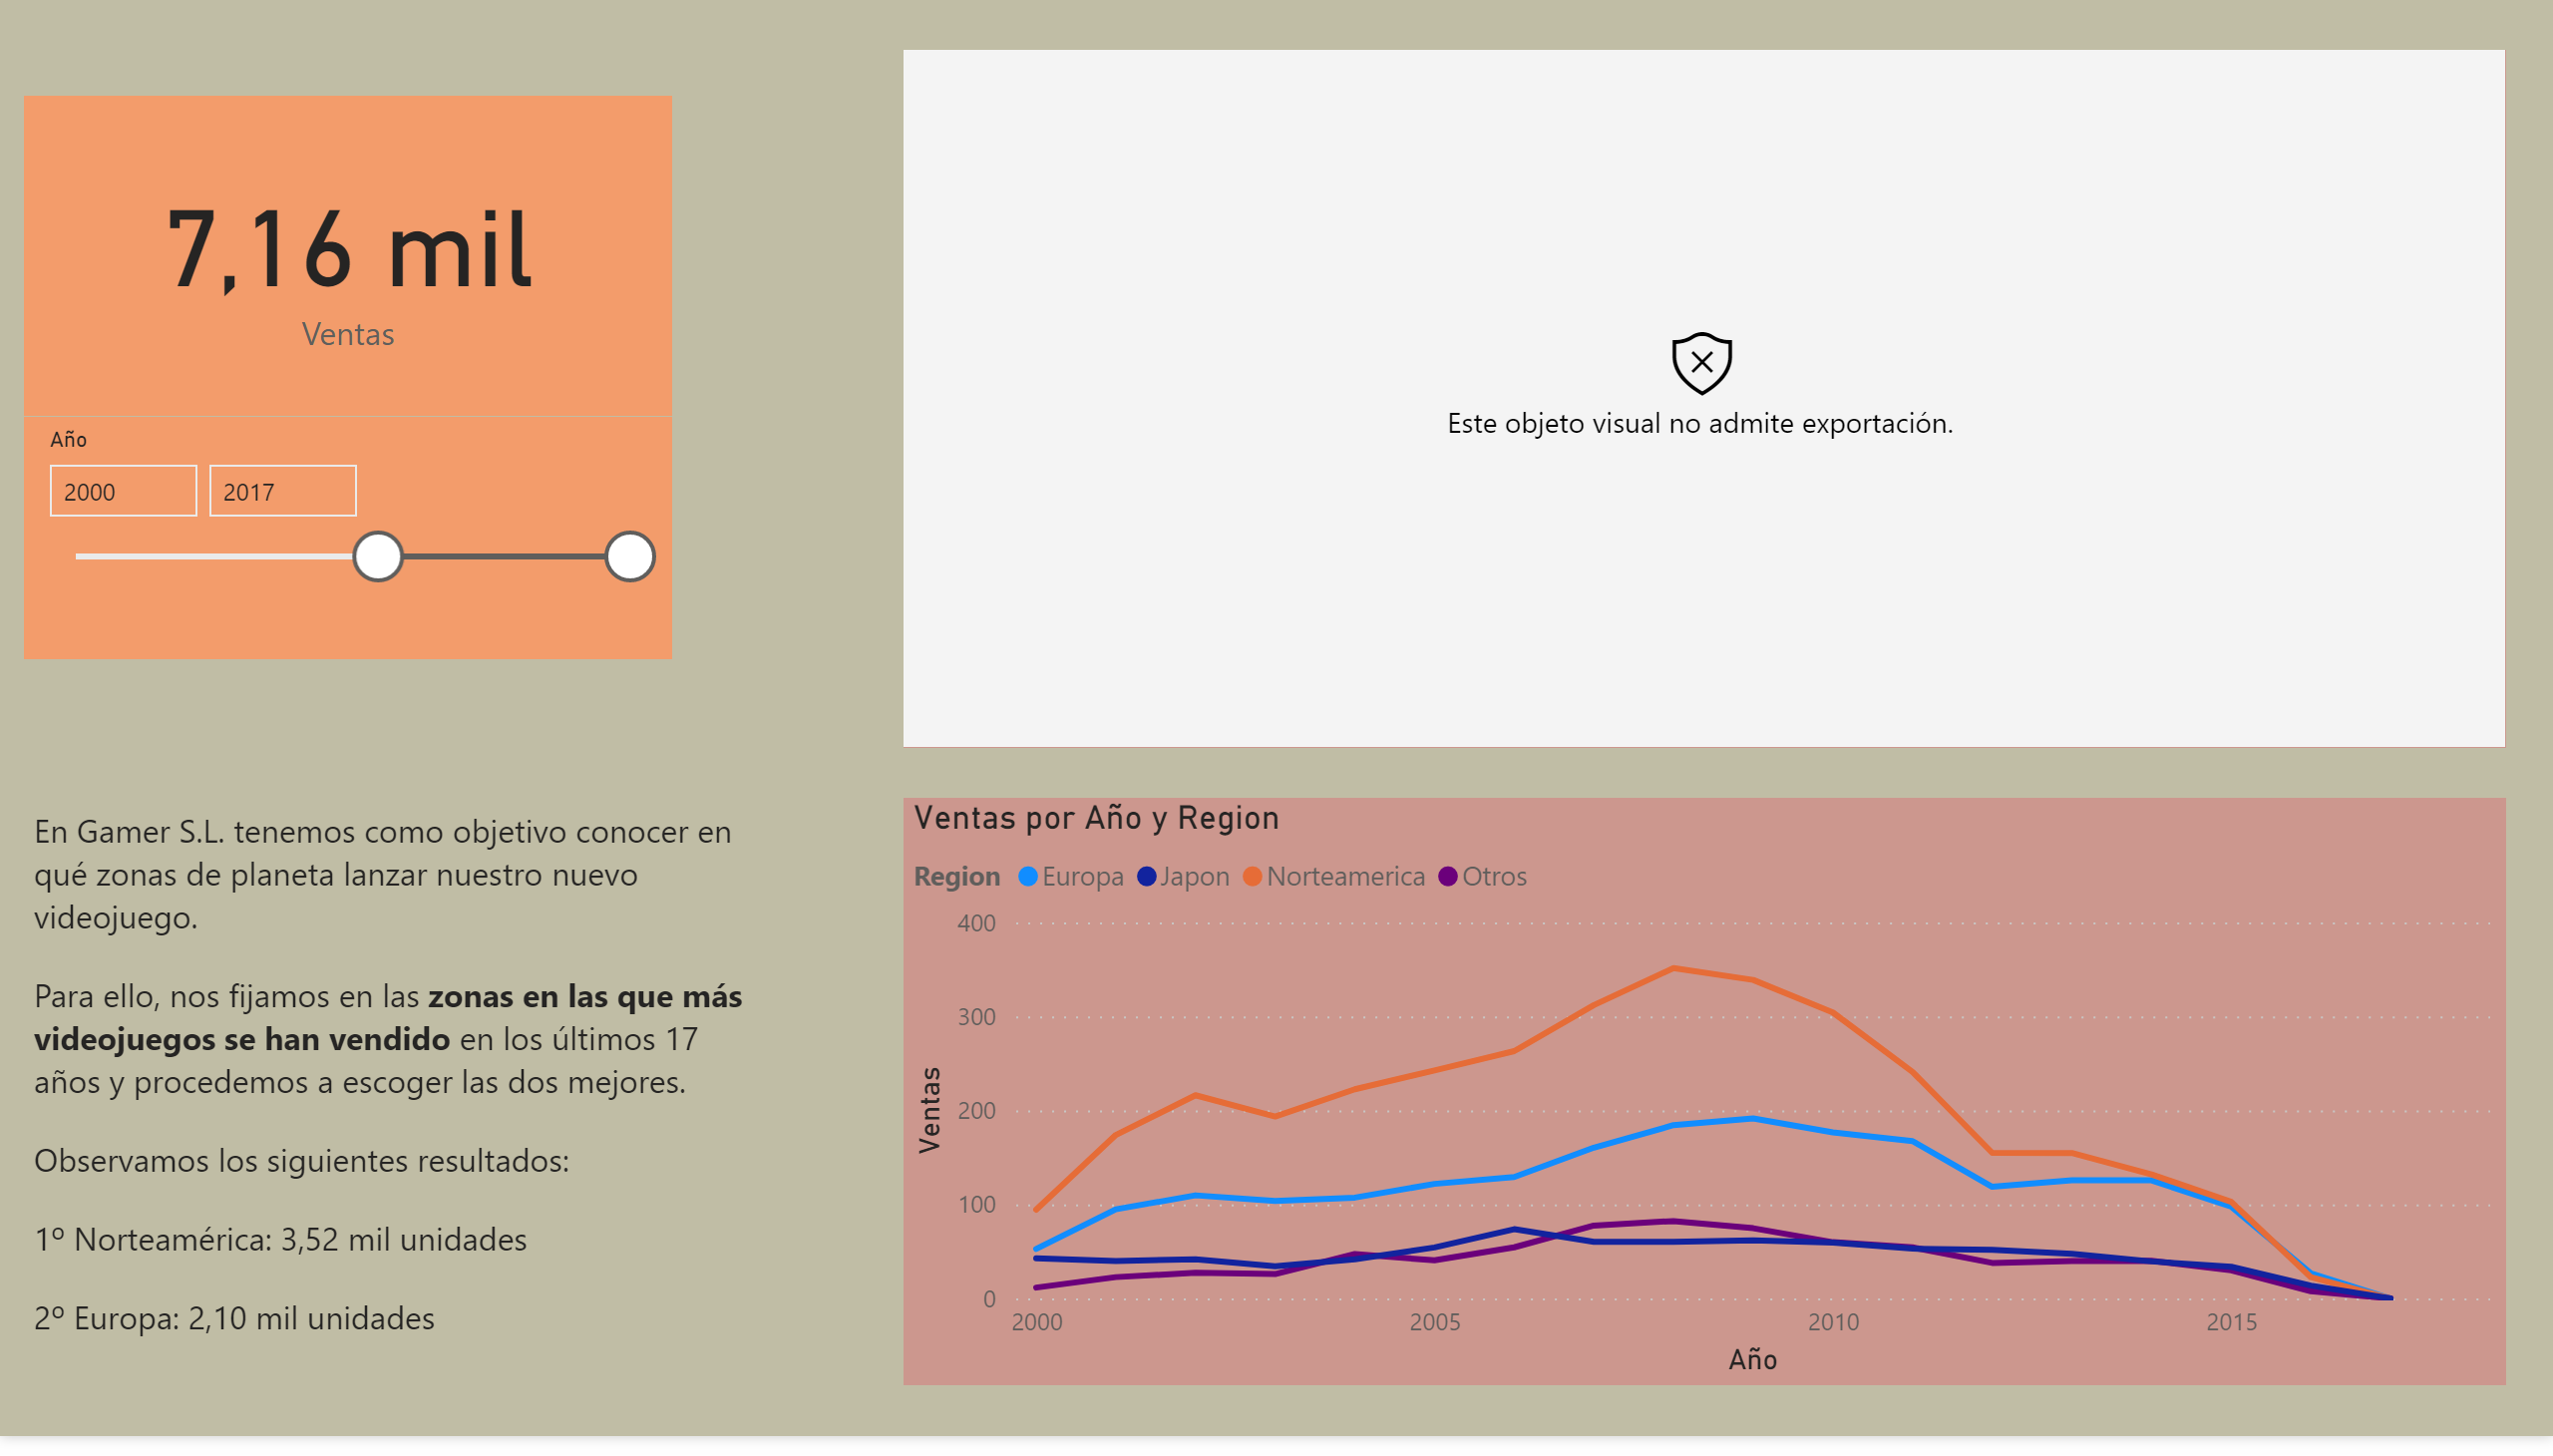 7,16 mil
Ventas
Año
2000 2017
Este objeto visual no admite exportación.
En Gamer S.L. tenemos como objetivo conocer en
qué zonas de planeta lanzar nuestro nuevo
videojuego.
Para ello, nos fijamos en las zonas en las que más
videojuegos se han vendido en los últimos 17
años y procedemos a escoger las dos mejores.
Observamos los siguientes resultados:
1º Norteamérica: 3,52 mil unidades
2º Europa: 2,10 mil unidades
Ventas por Año y Region
Region Europa Japon Norteamerica Otros
Ventas
400
300
200
100
0
2000 2005 2010 2015
Año